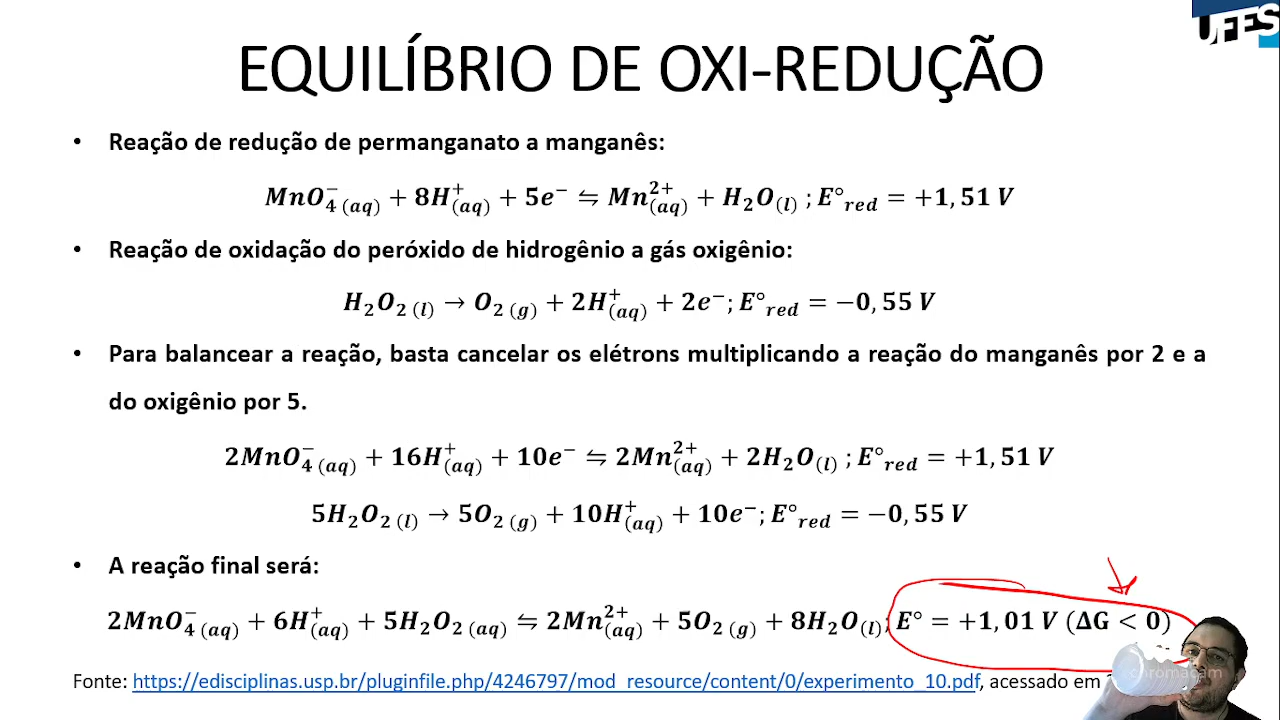 UFES
EQUILÍBRIO DE OXI-REDUÇÃO
• Reação de redução de permanganato a manganês:
MnO₄⁻ (aq) + 8H⁺(aq) + 5e⁻ ⇋ Mn²⁺(aq) + H₂O(l) ; E°red = +1,51 V
• Reação de oxidação do peróxido de hidrogênio a gás oxigênio:
H₂O₂ (l) → O₂ (g) + 2H⁺(aq) + 2e⁻; E°red = −0,55 V
• Para balancear a reação, basta cancelar os elétrons multiplicando a reação do manganês por 2 e a
do oxigênio por 5.
2MnO₄⁻ (aq) + 16H⁺(aq) + 10e⁻ ⇋ 2Mn²⁺(aq) + 2H₂O(l) ; E°red = +1,51 V
5H₂O₂ (l) → 5O₂ (g) + 10H⁺(aq) + 10e⁻; E°red = −0,55 V
• A reação final será:
2MnO₄⁻ (aq) + 6H⁺(aq) + 5H₂O₂ (aq) ⇋ 2Mn²⁺(aq) + 5O₂ (g) + 8H₂O(l); E° = +1,01 V (ΔG < 0)
Fonte: https://edisciplinas.usp.br/pluginfile.php/4246797/mod_resource/content/0/experimento_10.pdf, acessado em
chromacam